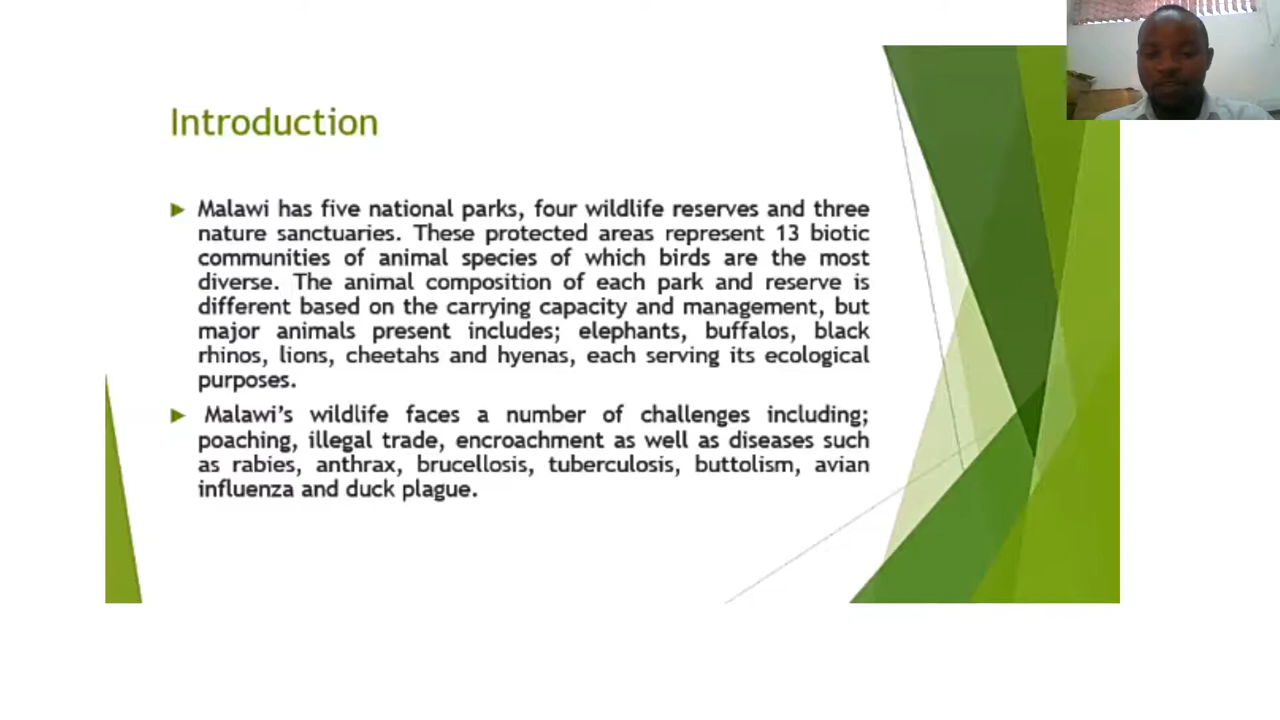 Introduction
Malawi has five national parks, four wildlife reserves and three
nature sanctuaries. These protected areas represent 13 biotic
communities of animal species of which birds are the most
diverse. The animal composition of each park and reserve is
different based on the carrying capacity and management, but
major animals present includes; elephants, buffalos, black
rhinos, lions, cheetahs and hyenas, each serving its ecological
purposes.
Malawi’s wildlife faces a number of challenges including;
poaching, illegal trade, encroachment as well as diseases such
as rabies, anthrax, brucellosis, tuberculosis, buttolism, avian
influenza and duck plague.